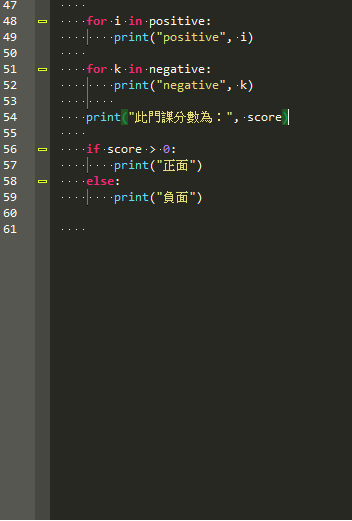 47
48 for i in positive:
49 print("positive", i)
50
51 for k in negative:
52 print("negative", k)
53
54 print("此門謀分數為：", score)
55
56 if score > 0:
57 print("正面")
58 else:
59 print("負面")
60
61